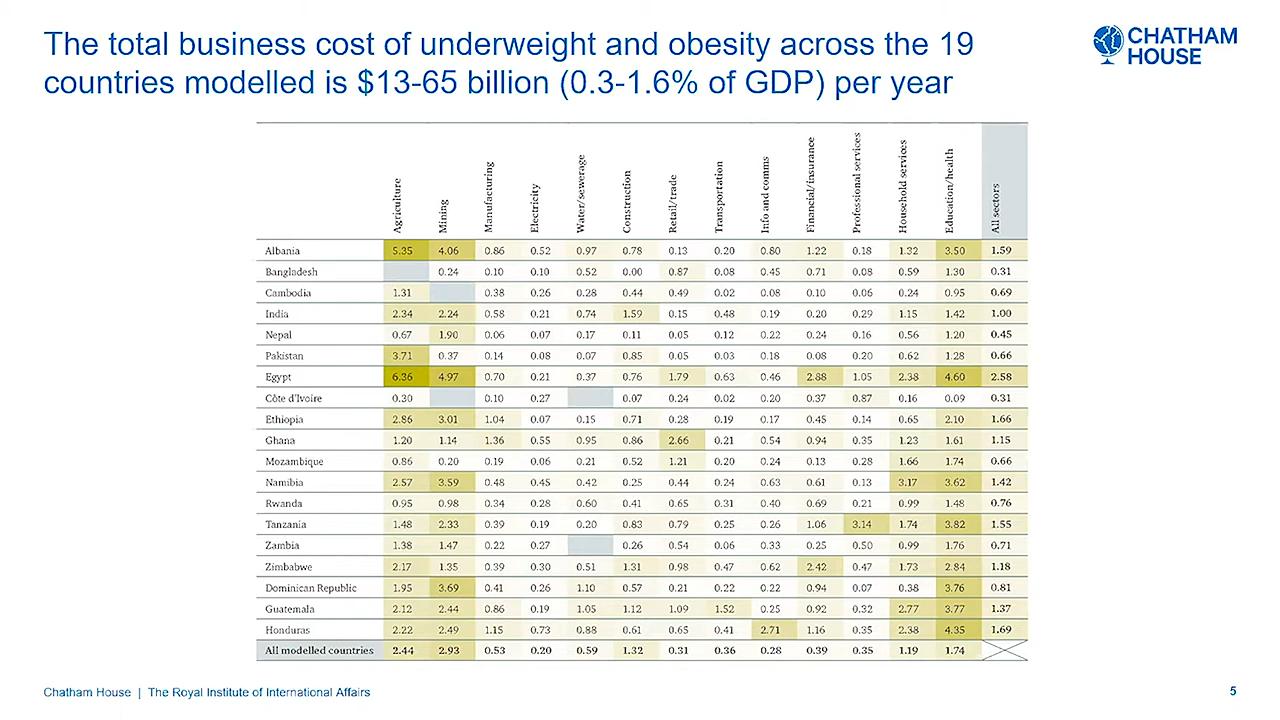 The total business cost of underweight and obesity across the 19
countries modelled is $13-65 billion (0.3-1.6% of GDP) per year
CHATHAM
HOUSE
Agriculture Mining Manufacturing Electricity Water/sewerage Construction Retail/trade Transportation Info and comms Financial/insurance Professional services Household services Education/health All sectors
Albania 5.35 4.06 0.86 0.52 0.97 0.78 0.13 0.20 0.80 1.22 0.18 1.32 3.50 1.59
Bangladesh 0.24 0.10 0.10 0.52 0.00 0.87 0.08 0.45 0.71 0.08 0.59 1.30 0.31
Cambodia 1.31 0.38 0.26 0.28 0.44 0.49 0.02 0.08 0.10 0.06 0.24 0.95 0.69
India 2.34 2.24 0.58 0.21 0.74 1.59 0.15 0.48 0.19 0.20 0.29 1.15 1.42 1.00
Nepal 0.67 1.90 0.06 0.07 0.17 0.11 0.05 0.12 0.22 0.24 0.16 0.56 1.20 0.45
Pakistan 3.71 0.37 0.14 0.08 0.07 0.85 0.05 0.03 0.18 0.08 0.20 0.62 1.28 0.66
Egypt 6.36 4.97 0.70 0.21 0.37 0.76 1.79 0.63 0.46 2.88 1.05 2.38 4.60 2.58
Côte d'Ivoire 0.30 0.10 0.27 0.07 0.24 0.02 0.20 0.37 0.87 0.16 0.09 0.31
Ethiopia 2.86 3.01 1.04 0.07 0.15 0.71 0.28 0.19 0.17 0.45 0.14 0.65 2.10 1.66
Ghana 1.20 1.14 1.36 0.55 0.95 0.86 2.66 0.21 0.54 0.94 0.35 1.23 1.61 1.15
Mozambique 0.86 0.20 0.19 0.06 0.21 0.52 1.21 0.20 0.24 0.13 0.28 1.66 1.74 0.66
Namibia 2.57 3.59 0.48 0.45 0.42 0.25 0.44 0.24 0.63 0.61 0.13 3.17 3.62 1.42
Rwanda 0.95 0.98 0.34 0.28 0.60 0.41 0.65 0.31 0.40 0.69 0.21 0.99 1.48 0.76
Tanzania 1.48 2.33 0.39 0.19 0.20 0.83 0.79 0.25 0.26 1.06 3.14 1.74 3.82 1.55
Zambia 1.38 1.47 0.22 0.27 0.26 0.54 0.06 0.33 0.25 0.50 0.99 1.76 0.71
Zimbabwe 2.17 1.35 0.39 0.30 0.51 1.31 0.98 0.47 0.62 2.42 0.47 1.73 2.84 1.18
Dominican Republic 1.95 3.69 0.41 0.26 1.10 0.57 0.21 0.22 0.22 0.94 0.07 0.38 3.76 0.81
Guatemala 2.12 2.44 0.86 0.19 1.05 1.12 1.09 1.52 0.25 0.92 0.32 2.77 3.77 1.37
Honduras 2.22 2.49 1.15 0.73 0.88 0.61 0.65 0.41 2.71 1.16 0.35 2.38 4.35 1.69
All modelled countries 2.44 2.93 0.53 0.20 0.59 1.32 0.31 0.36 0.28 0.39 0.35 1.19 1.74
Chatham House | The Royal Institute of International Affairs
5